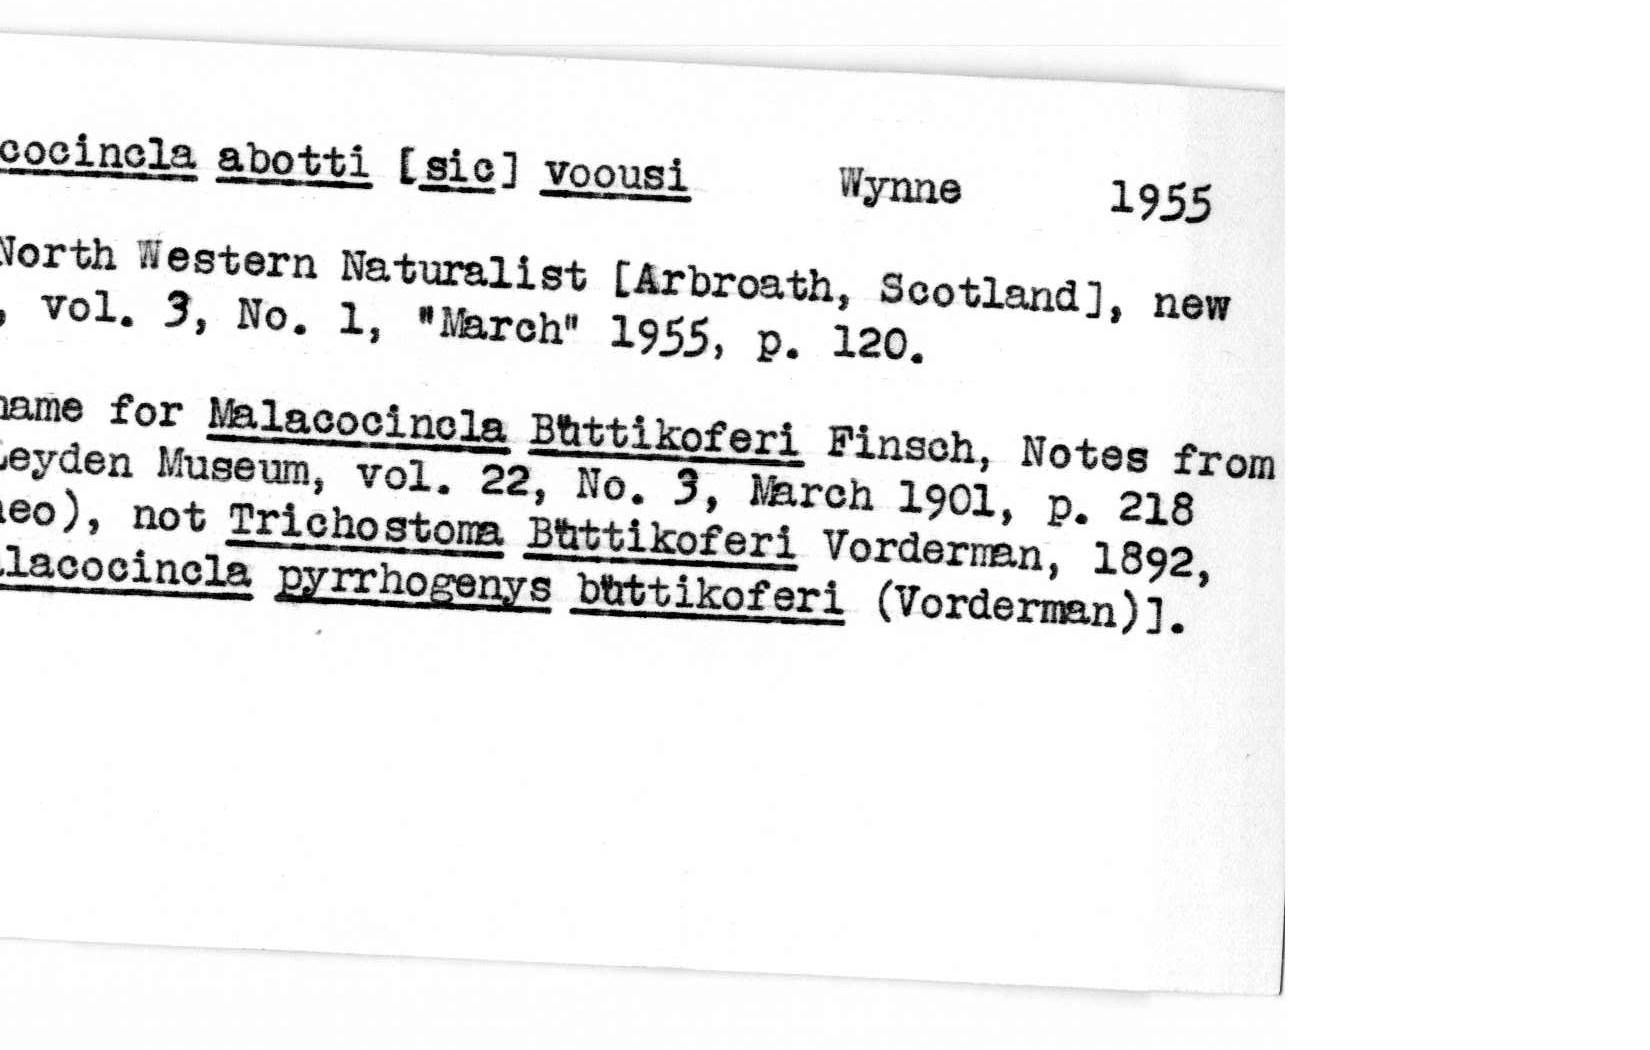 cocincla abotti [sic] voousi Wynne 1955
North Western Naturalist [Arbroath, Scotland], new
, vol. 3, No. 1, "March" 1955, p. 120.
name for Malacocincla Büttikoferi Finsch, Notes from
Leyden Museum, vol. 22, No. 3, March 1901, p. 218
neo), not Trichostoma Büttikoferi Vorderman, 1892,
alacocincla pyrrhogenys büttikoferi (Vorderman)].